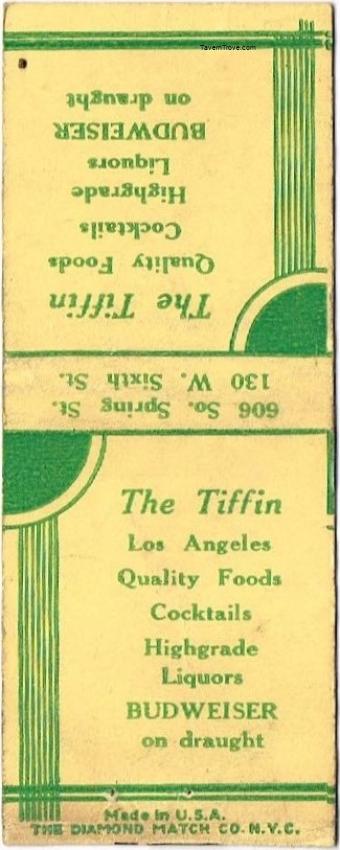 TavernTrove.com
The Tiffin
Quality Foods
Cocktails
Highgrade
Liquors
BUDWEISER
on draught
606 So. Spring St.
130 W. Sixth St.
The Tiffin
Los Angeles
Quality Foods
Cocktails
Highgrade
Liquors
BUDWEISER
on draught
Made in U.S.A.
THE DIAMOND MATCH CO. N.Y.C.